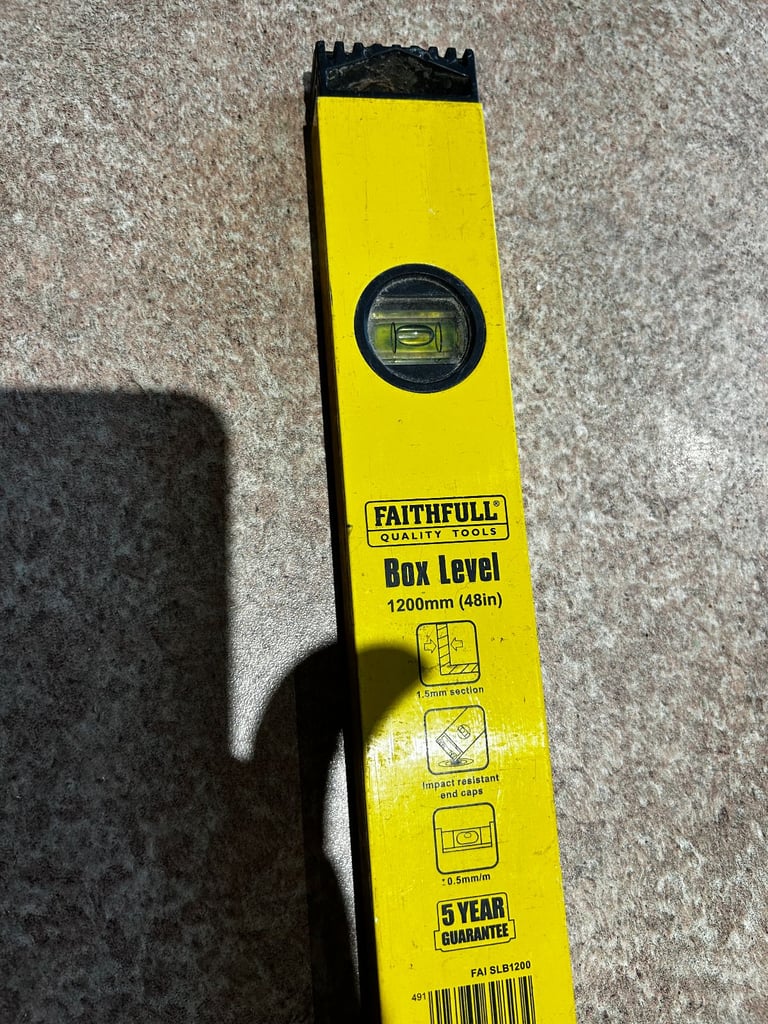 FAITHFULL®
QUALITY TOOLS
Box Level
1200mm (48in)
1.5mm section
Impact resistant
end caps
0.5mm/m
5 YEAR
GUARANTEE
FAI SLB1200
491